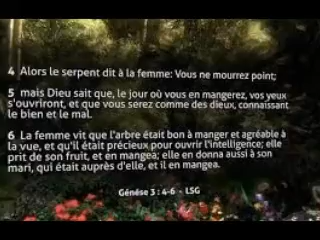 4 Alors le serpent dit à la femme: Vous ne mourrez point;
5 mais Dieu sait que, le jour où vous en mangerez, vos yeux
s'ouvriront, et que vous serez comme des dieux, connaissant
le bien et le mal.
6 La femme vit que l'arbre était bon à manger et agréable à
la vue, et qu'il était précieux pour ouvrir l'intelligence; elle
prit de son fruit, et en mangea; elle en donna aussi à son
mari, qui était auprès d'elle, et il en mangea.
Génése 3 : 4-6 - LSG